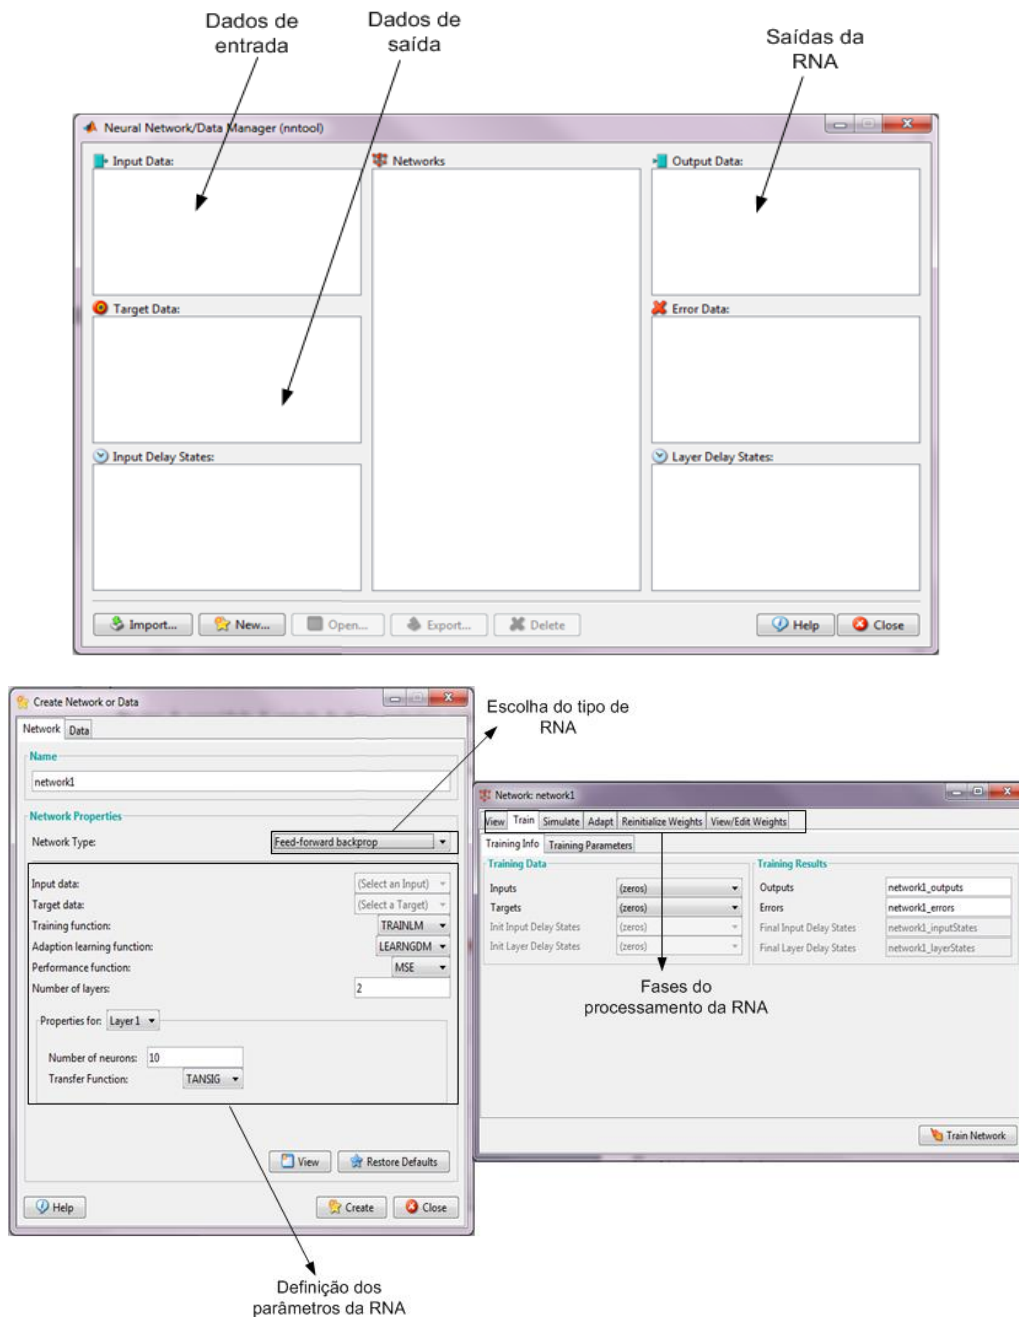 Dados de
entrada
Dados de
saída
Saídas da
RNA
Neural Network/Data Manager (nntool)
Input Data:
Networks
Output Data:
Target Data:
Error Data:
Input Delay States:
Layer Delay States:
Import...
New...
Open...
Export...
Delete
Help
Close
Create Network or Data
Network
Data
Name
network1
Network Properties
Network Type:
Feed-forward backprop
Input data:
(Select an Input)
Target data:
(Select a Target)
Training function:
TRAINLM
Adaption learning function:
LEARNGDM
Performance function:
MSE
Number of layers:
2
Properties for:
Layer 1
Number of neurons:
10
Transfer Function:
TANSIG
View
Restore Defaults
Help
Create
Close
Escolha do tipo de
RNA
Network: network1
View
Train
Simulate
Adapt
Reinitialize Weights
View/Edit Weights
Training Info
Training Parameters
Training Data
Training Results
Inputs
(zeros)
Outputs
network1_outputs
Targets
(zeros)
Errors
network1_errors
Init Input Delay States
(zeros)
Final Input Delay States
network1_inputStates
Init Layer Delay States
(zeros)
Final Layer Delay States
network1_layerStates
Fases do
processamento da RNA
Train Network
Definição dos
parâmetros da RNA